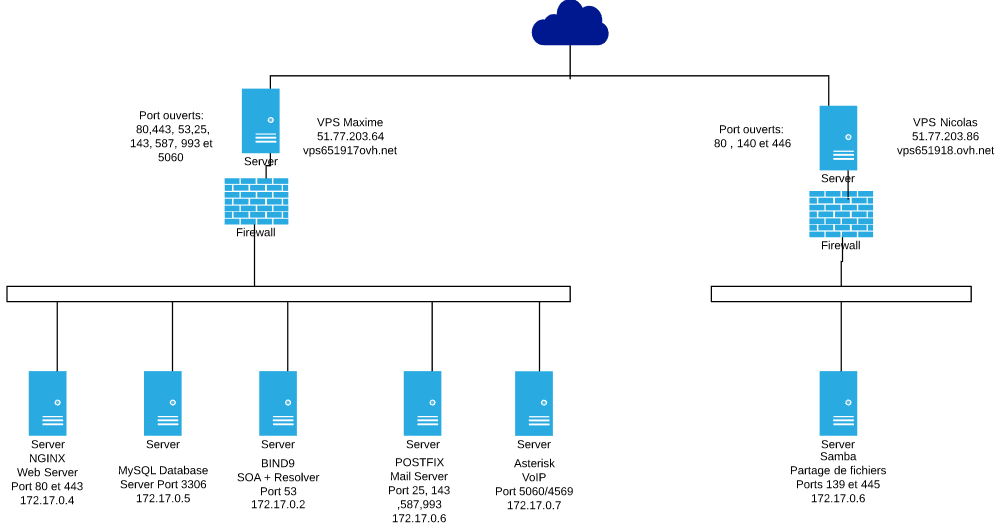 Port ouverts:
80,443, 53,25,
143, 587, 993 et
5060
VPS Maxime
51.77.203.64
vps651917ovh.net
Server
Firewall
Port ouverts:
80 , 140 et 446
VPS Nicolas
51.77.203.86
vps651918.ovh.net
Server
Firewall
Server
NGINX
Web Server
Port 80 et 443
172.17.0.4
Server
MySQL Database
Server Port 3306
172.17.0.5
Server
BIND9
SOA + Resolver
Port 53
172.17.0.2
Server
POSTFIX
Mail Server
Port 25, 143
,587,993
172.17.0.6
Server
Asterisk
VoIP
Port 5060/4569
172.17.0.7
Server
Samba
Partage de fichiers
Ports 139 et 445
172.17.0.6